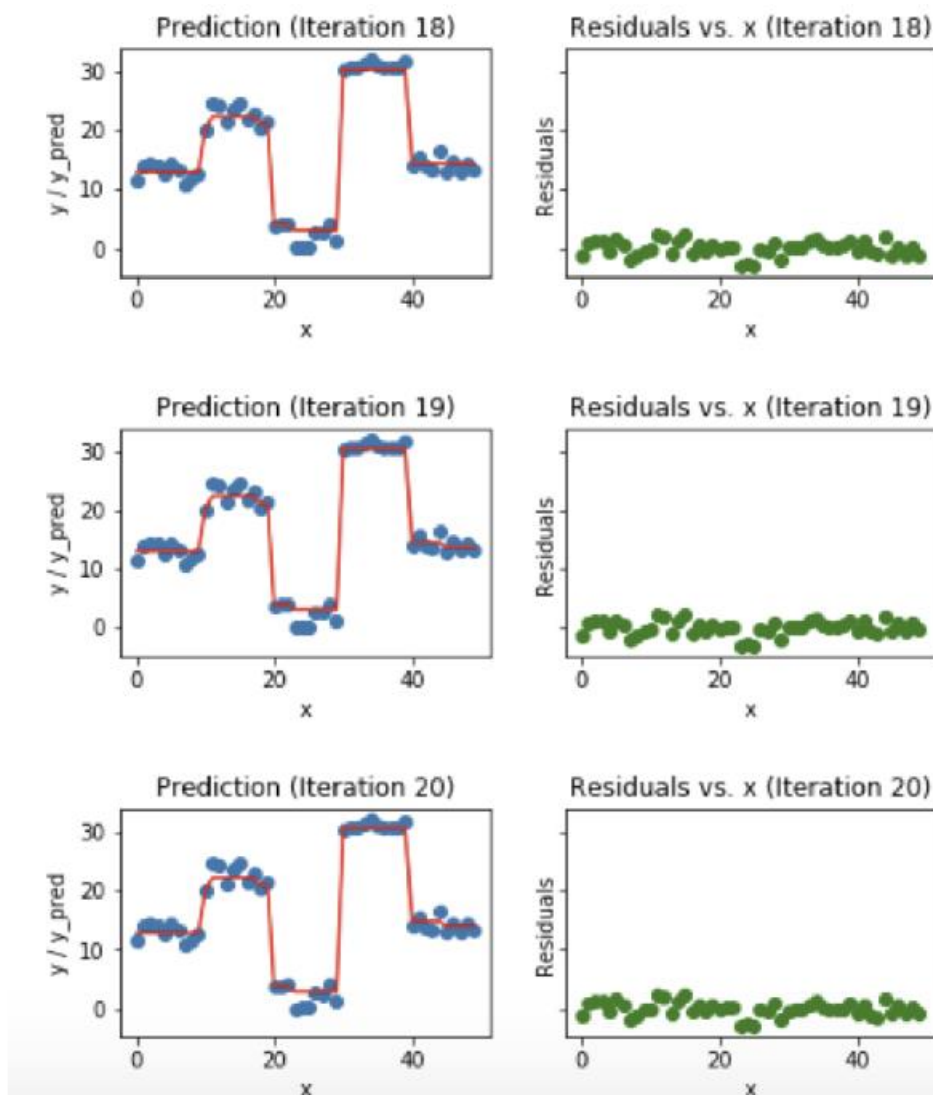 Prediction (Iteration 18)
Residuals vs. x (Iteration 18)
30
20
10
0
y / y_pred
Residuals
0 20 40
0 20 40
x
x
Prediction (Iteration 19)
Residuals vs. x (Iteration 19)
30
20
10
0
y / y_pred
Residuals
0 20 40
0 20 40
x
x
Prediction (Iteration 20)
Residuals vs. x (Iteration 20)
30
20
10
0
y / y_pred
Residuals
0 20 40
0 20 40
x
x